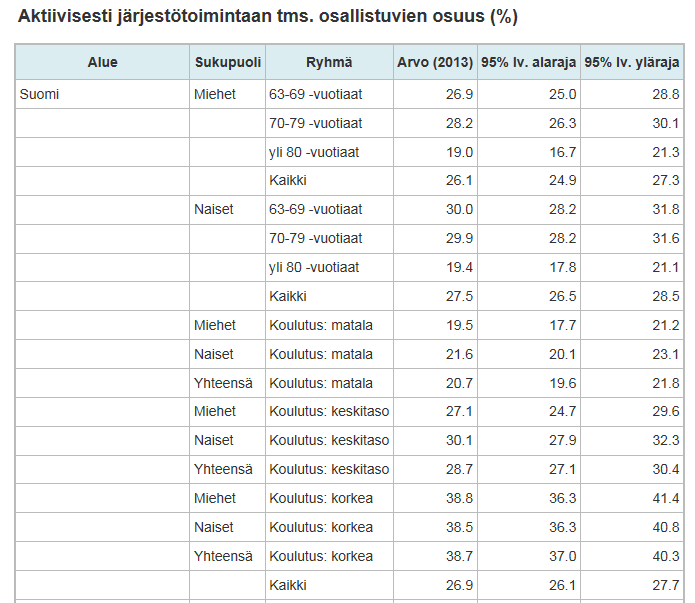 Aktiivisesti järjestötoimintaan tms. osallistuvien osuus (%)
Alue Sukupuoli Ryhmä Arvo (2013) 95% lv. alaraja 95% lv. yläraja
Suomi Miehet 63-69 -vuotiaat 26.9 25.0 28.8
70-79 -vuotiaat 28.2 26.3 30.1
yli 80 -vuotiaat 19.0 16.7 21.3
Kaikki 26.1 24.9 27.3
Naiset 63-69 -vuotiaat 30.0 28.2 31.8
70-79 -vuotiaat 29.9 28.2 31.6
yli 80 -vuotiaat 19.4 17.8 21.1
Kaikki 27.5 26.5 28.5
Miehet Koulutus: matala 19.5 17.7 21.2
Naiset Koulutus: matala 21.6 20.1 23.1
Yhteensä Koulutus: matala 20.7 19.6 21.8
Miehet Koulutus: keskitaso 27.1 24.7 29.6
Naiset Koulutus: keskitaso 30.1 27.9 32.3
Yhteensä Koulutus: keskitaso 28.7 27.1 30.4
Miehet Koulutus: korkea 38.8 36.3 41.4
Naiset Koulutus: korkea 38.5 36.3 40.8
Yhteensä Koulutus: korkea 38.7 37.0 40.3
Kaikki 26.9 26.1 27.7